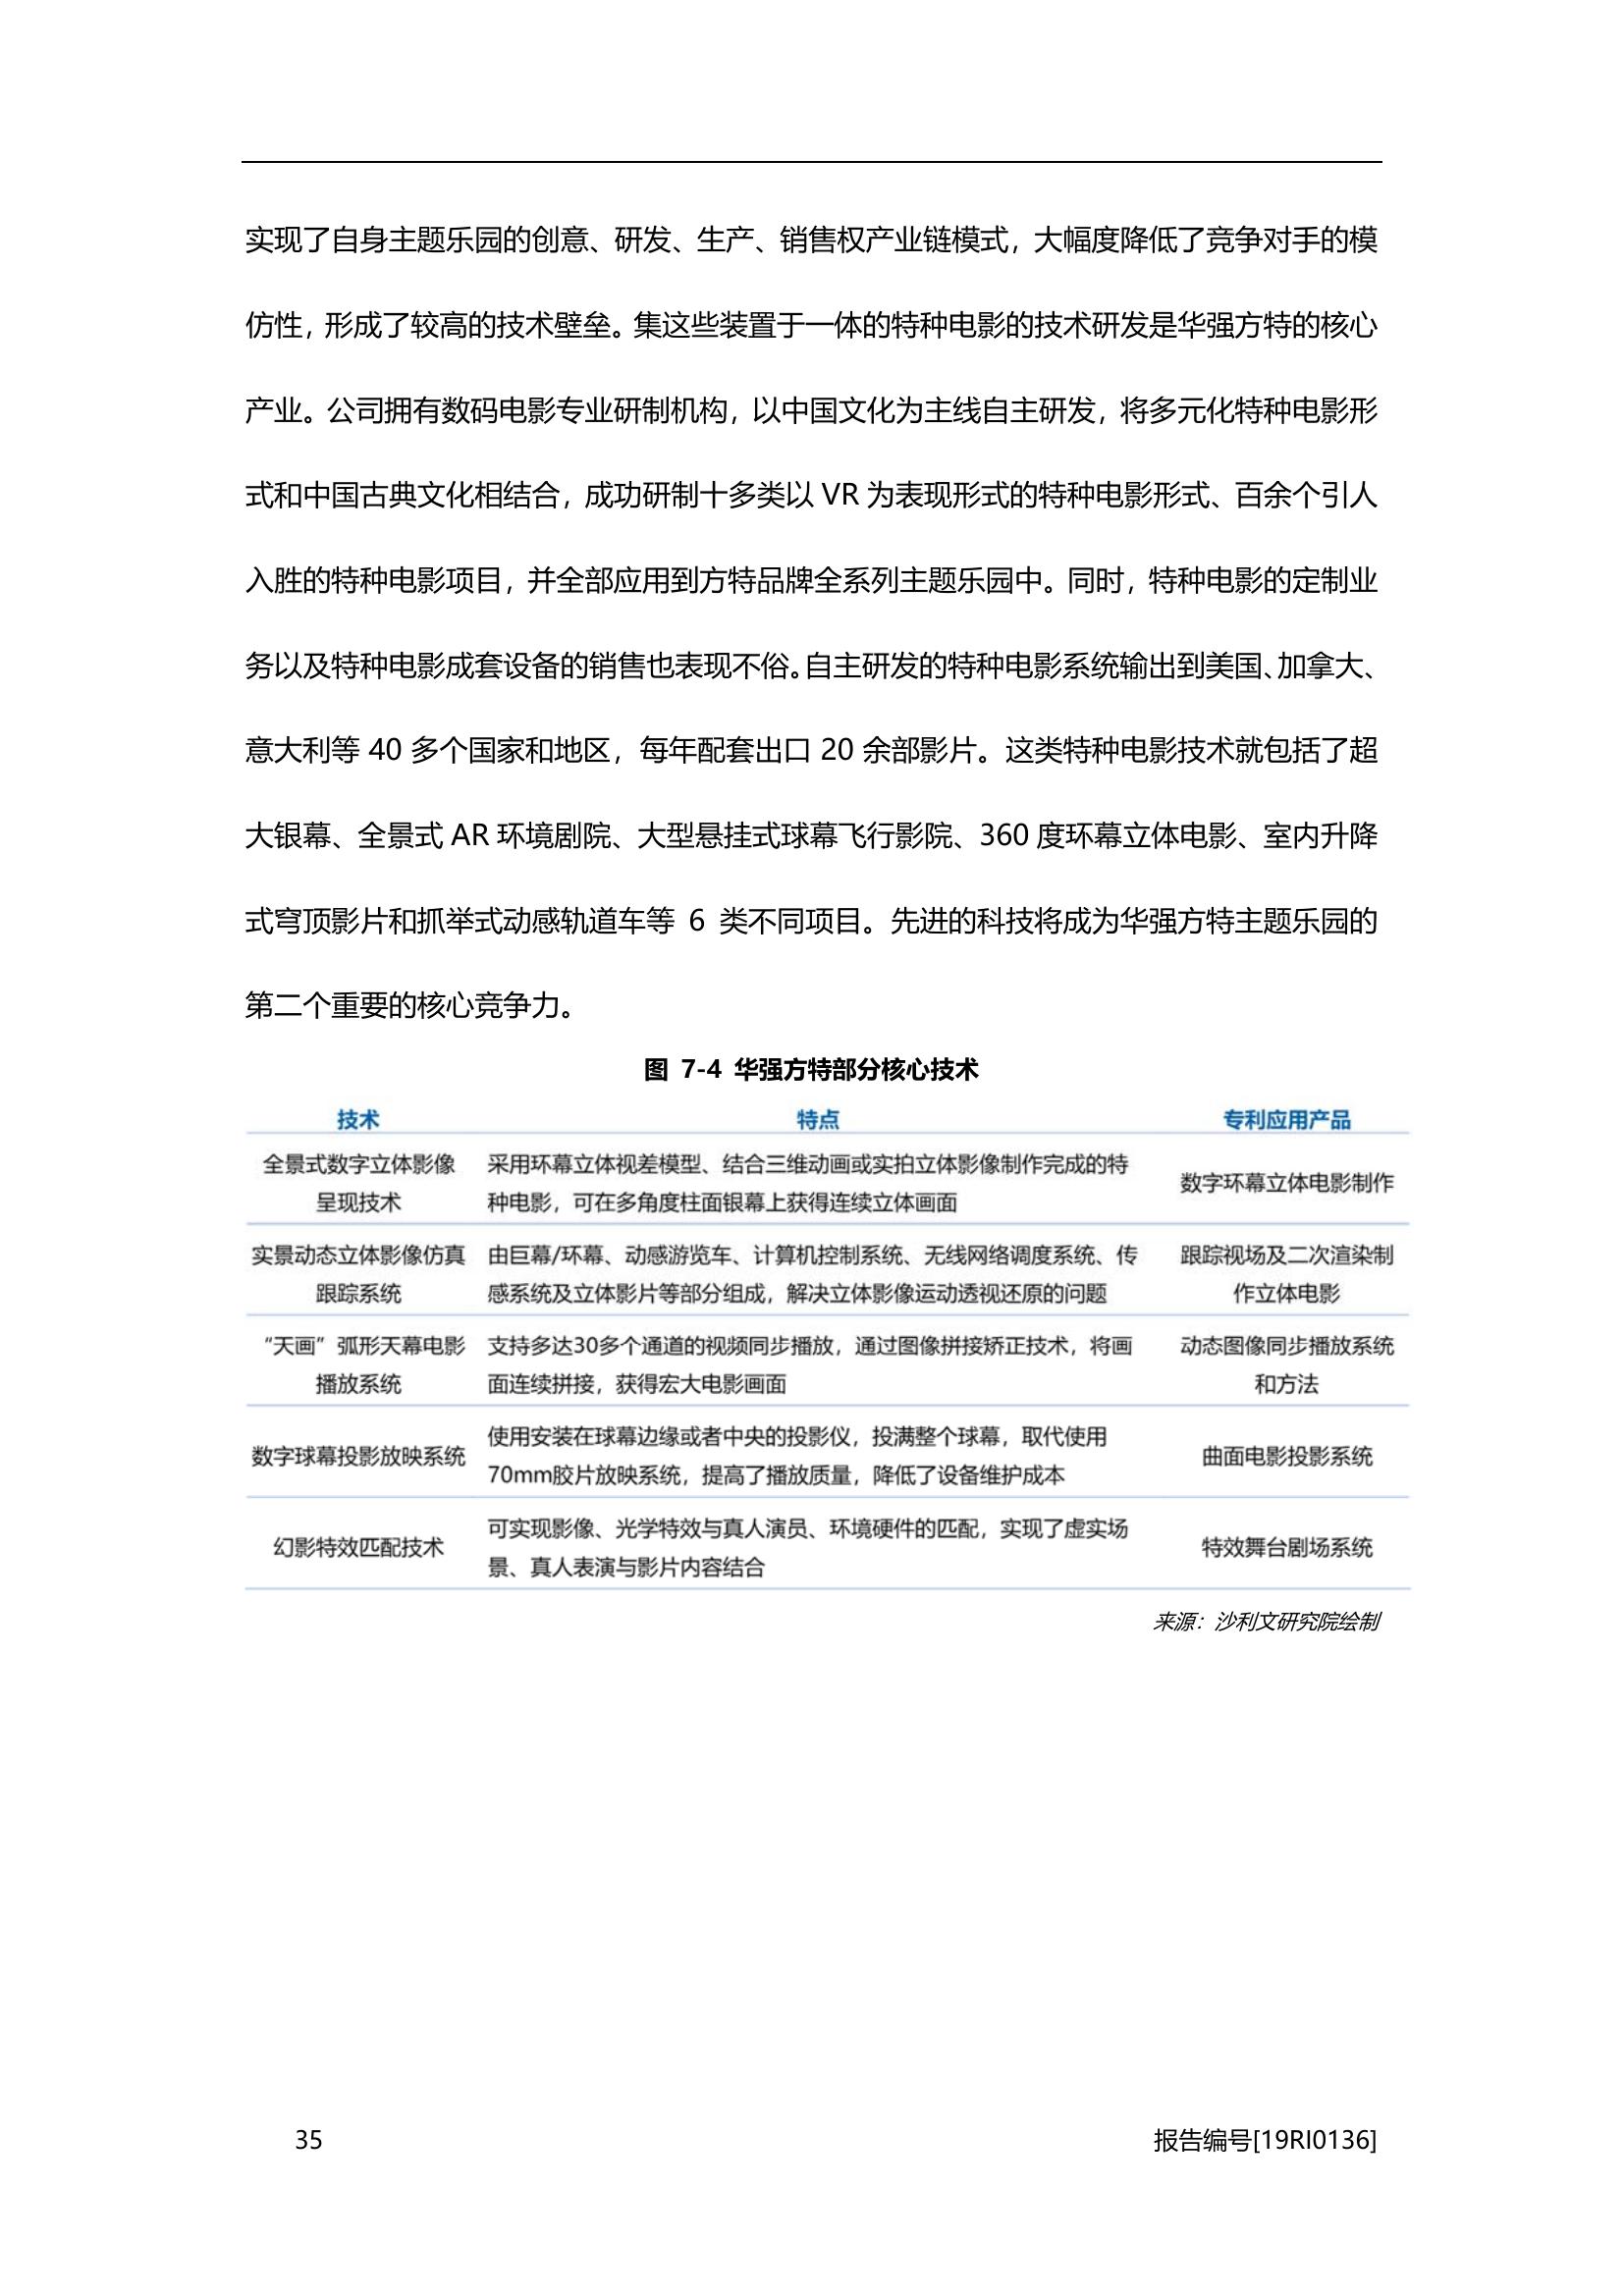 实现了自身主题乐园的创意、研发、生产、销售权产业链模式，大幅度降低了竞争对手的模
仿性，形成了较高的技术壁垒。集这些装置于一体的特种电影的技术研发是华强方特的核心
产业。公司拥有数码电影专业研制机构，以中国文化为主线自主研发，将多元化特种电影形
式和中国古典文化相结合，成功研制十多类以 VR 为表现形式的特种电影形式、百余个引人
入胜的特种电影项目，并全部应用到方特品牌全系列主题乐园中。同时，特种电影的定制业
务以及特种电影成套设备的销售也表现不俗。自主研发的特种电影系统输出到美国、加拿大、
意大利等 40 多个国家和地区，每年配套出口 20 余部影片。这类特种电影技术就包括了超
大银幕、全景式 AR 环境剧院、大型悬挂式球幕飞行影院、360 度环幕立体电影、室内升降
式穹顶影片和抓举式动感轨道车等 6 类不同项目。先进的科技将成为华强方特主题乐园的
第二个重要的核心竞争力。
图 7-4 华强方特部分核心技术
技术 特点 专利应用产品
全景式数字立体影像
呈现技术
采用环幕立体视差模型、结合三维动画或实拍立体影像制作完成的特
种电影，可在多角度柱面银幕上获得连续立体画面
数字环幕立体电影制作
实景动态立体影像仿真
跟踪系统
由巨幕/环幕、动感游览车、计算机控制系统、无线网络调度系统、传
感系统及立体影片等部分组成，解决立体影像运动透视还原的问题
跟踪视场及二次渲染制
作立体电影
“天画”弧形天幕电影
播放系统
支持多达30多个通道的视频同步播放，通过图像拼接矫正技术，将画
面连续拼接，获得宏大电影画面
动态图像同步播放系统
和方法
数字球幕投影放映系统
使用安装在球幕边缘或者中央的投影仪，投满整个球幕，取代使用
70mm胶片放映系统，提高了播放质量，降低了设备维护成本
曲面电影投影系统
幻影特效匹配技术
可实现影像、光学特效与真人演员、环境硬件的匹配，实现了虚实场
景、真人表演与影片内容结合
特效舞台剧场系统
来源：沙利文研究院绘制
35 报告编号[19RI0136]